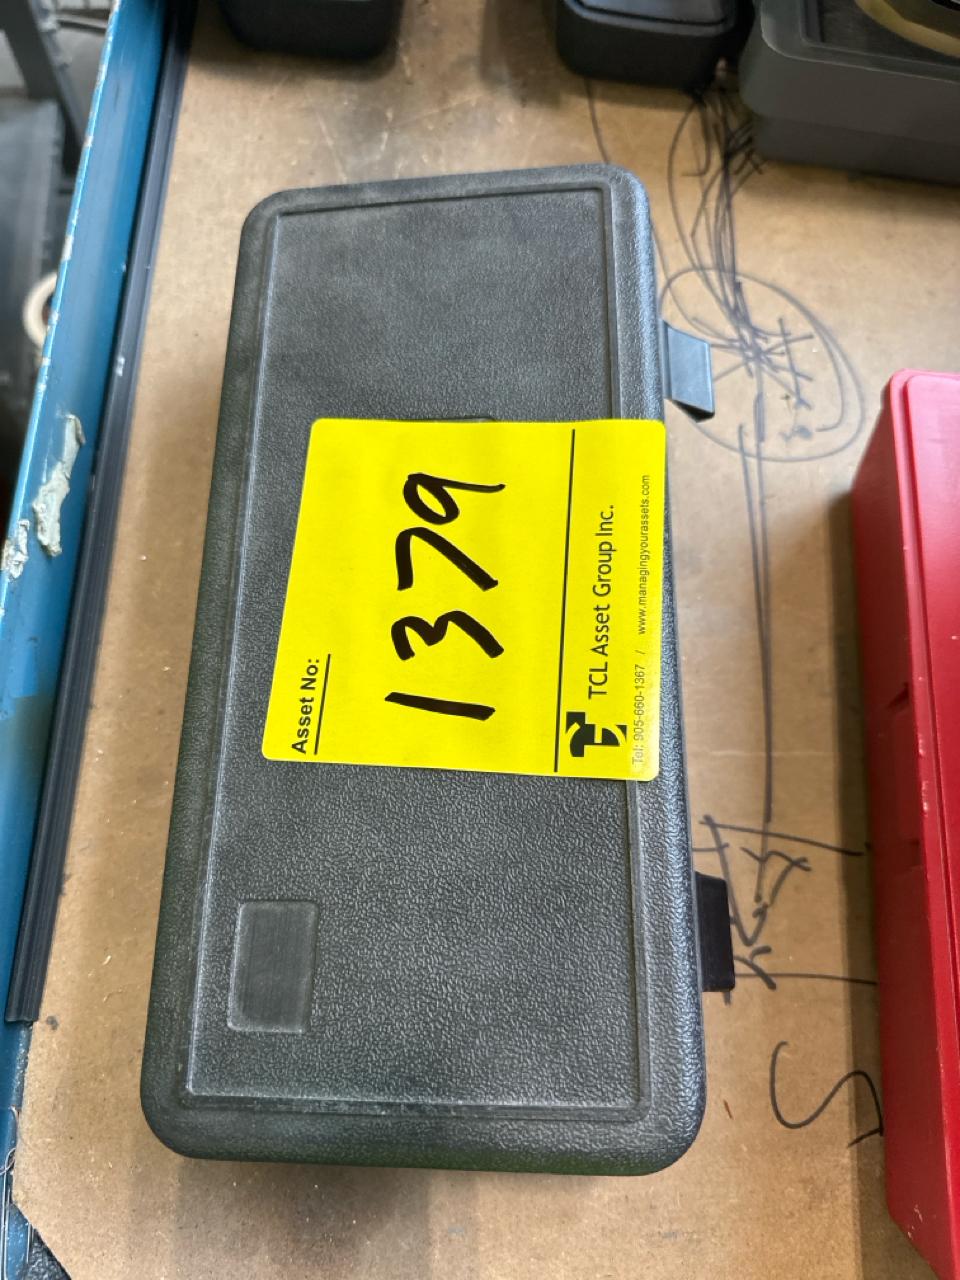 Asset No:
1379
TCL Asset Group Inc.
Tel: 905-660-1367 / www.managingyourassets.com